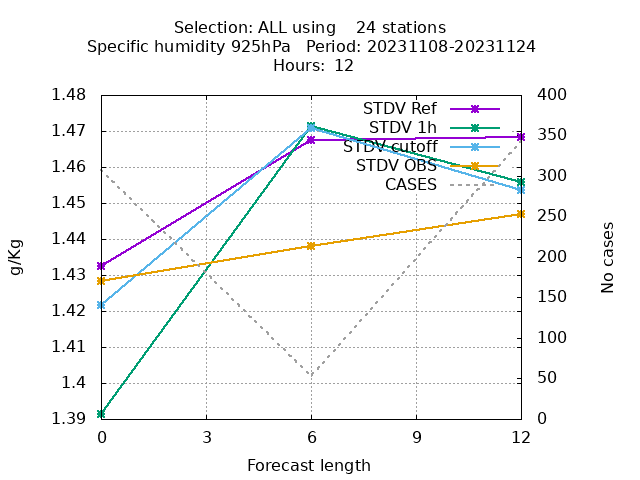 Selection: ALL using    24 stations
Specific humidity 925hPa   Period: 20231108-20231124
Hours: 12
STDV Ref
STDV 1h
STDV cutoff
STDV OBS
CASES
1.48
1.47
1.46
1.45
1.44
1.43
1.42
1.41
1.4
1.39
g/Kg
400
350
300
250
200
150
100
50
0
No cases
0 3 6 9 12
Forecast length